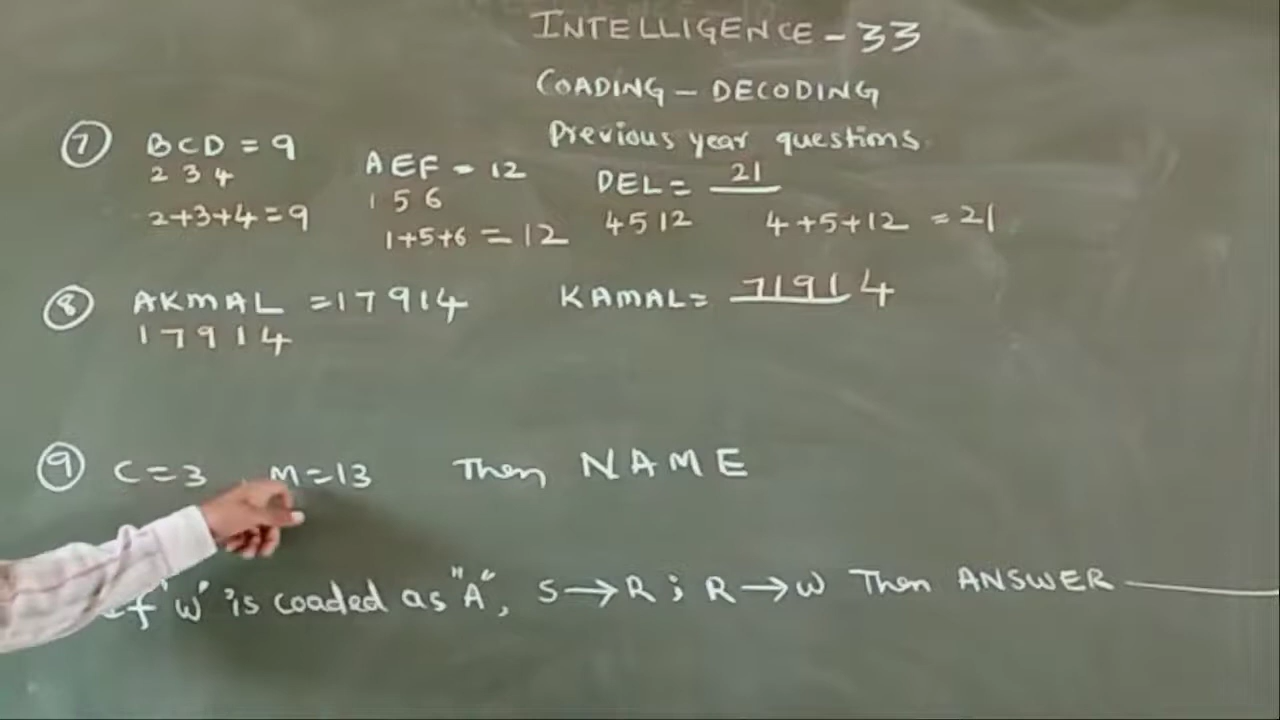 INTELLIGENCE - 33
COADING - DECODING
Previous year questions.
7 BCD = 9 AEF = 12 DEL = 21
2 3 4 1 5 6 4 5 12 4+5+12 = 21
2+3+4=9 1+5+6 = 12
8 AKMAL = 17914 KAMAL = 71914
1 7 9 1 4
9 C=3 , M=13 Then NAME
If 'W' is coaded as "A", S→R ; R→W Then ANSWER